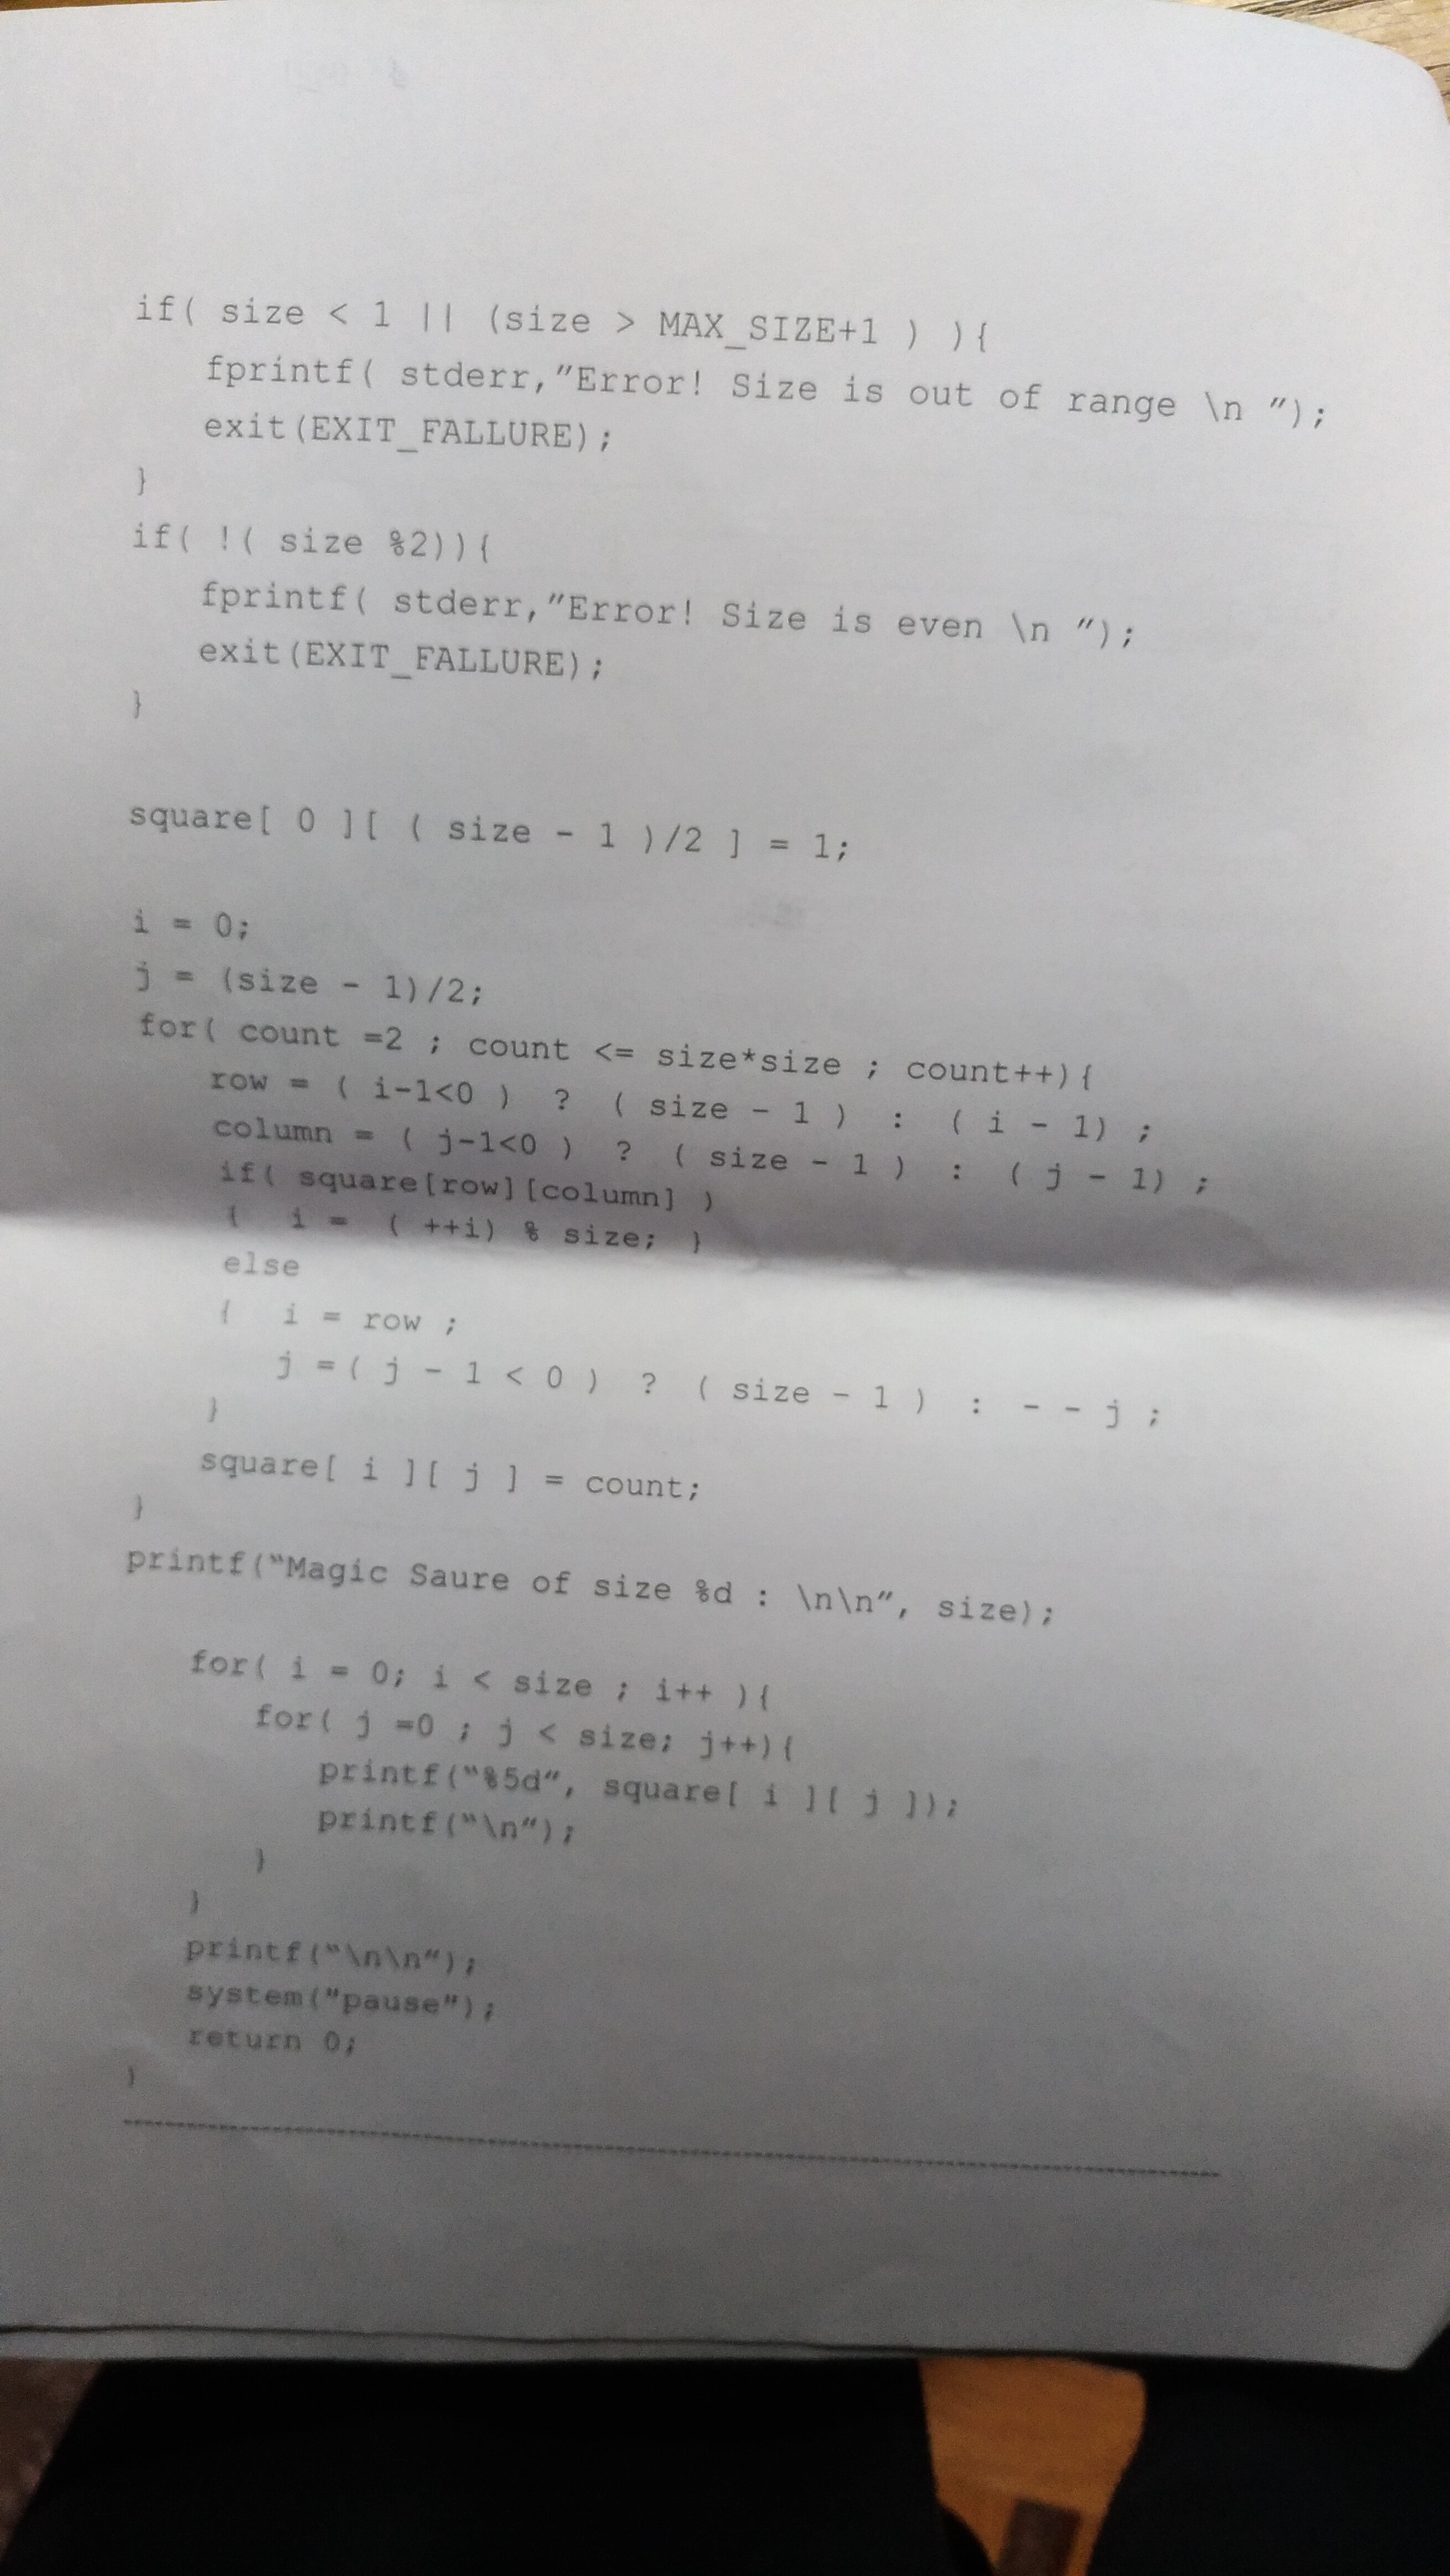 if( size < 1 || (size > MAX_SIZE+1 ) ){
fprintf( stderr,"Error! Size is out of range \n ");
exit(EXIT_FALLURE);
}
if( !( size %2)){
fprintf( stderr,"Error! Size is even \n ");
exit(EXIT_FALLURE);
}
square[ 0 ][ ( size - 1 )/2 ] = 1;
i = 0;
j = (size - 1)/2;
for( count =2 ; count <= size*size ; count++){
row = ( i-1<0 ) ? ( size - 1 ) : ( i - 1) ;
column = ( j-1<0 ) ? ( size - 1 ) : ( j - 1) ;
if( square[row][column] )
{ i = ( ++i) % size; }
else
{ i = row ;
j =( j - 1 < 0 ) ? ( size - 1 ) : - - j ;
}
square[ i ][ j ] = count;
}
printf("Magic Saure of size %d : \n\n", size);
for( i = 0; i < size ; i++ ){
for( j =0 ; j < size; j++){
printf("%5d", square[ i ][ j ]);
printf("\n");
}
}
printf("\n\n");
system("pause");
return 0;
}